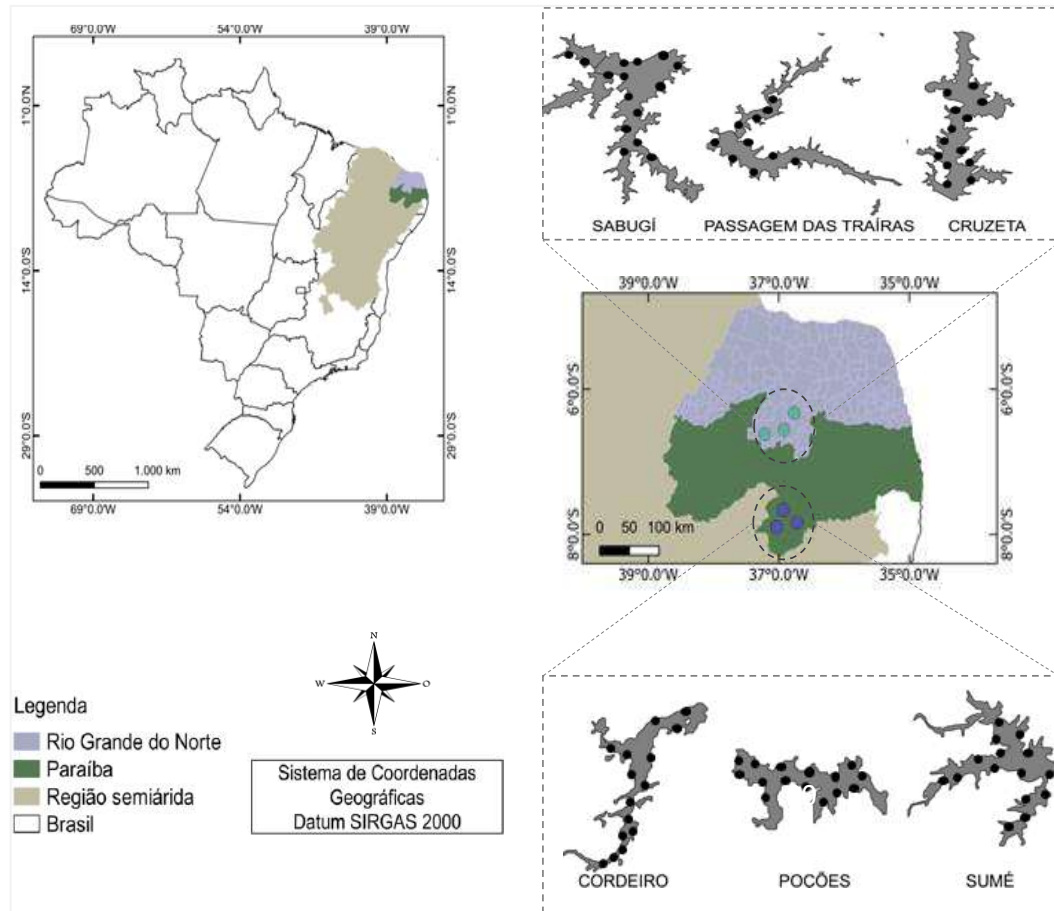 69°0.0'W
54°0.0'W
39°0.0'W
1°0.0'N
1°0.0'N
14°0.0'S
14°0.0'S
29°0.0'S
29°0.0'S
0 500 1.000 km
69°0.0'W
54°0.0'W
39°0.0'W
SABUGÍ
PASSAGEM DAS TRAÍRAS
CRUZETA
39°0.0'W
37°0.0'W
35°0.0'W
6°0.0'S
6°0.0'S
0 50 100 km
8°0.0'S
8°0.0'S
39°0.0'W
37°0.0'W
35°0.0'W
N
W
O
S
Legenda
Rio Grande do Norte
Paraíba
Região semiárida
Brasil
Sistema de Coordenadas
Geográficas
Datum SIRGAS 2000
CORDEIRO
POCÕES
SUMÉ